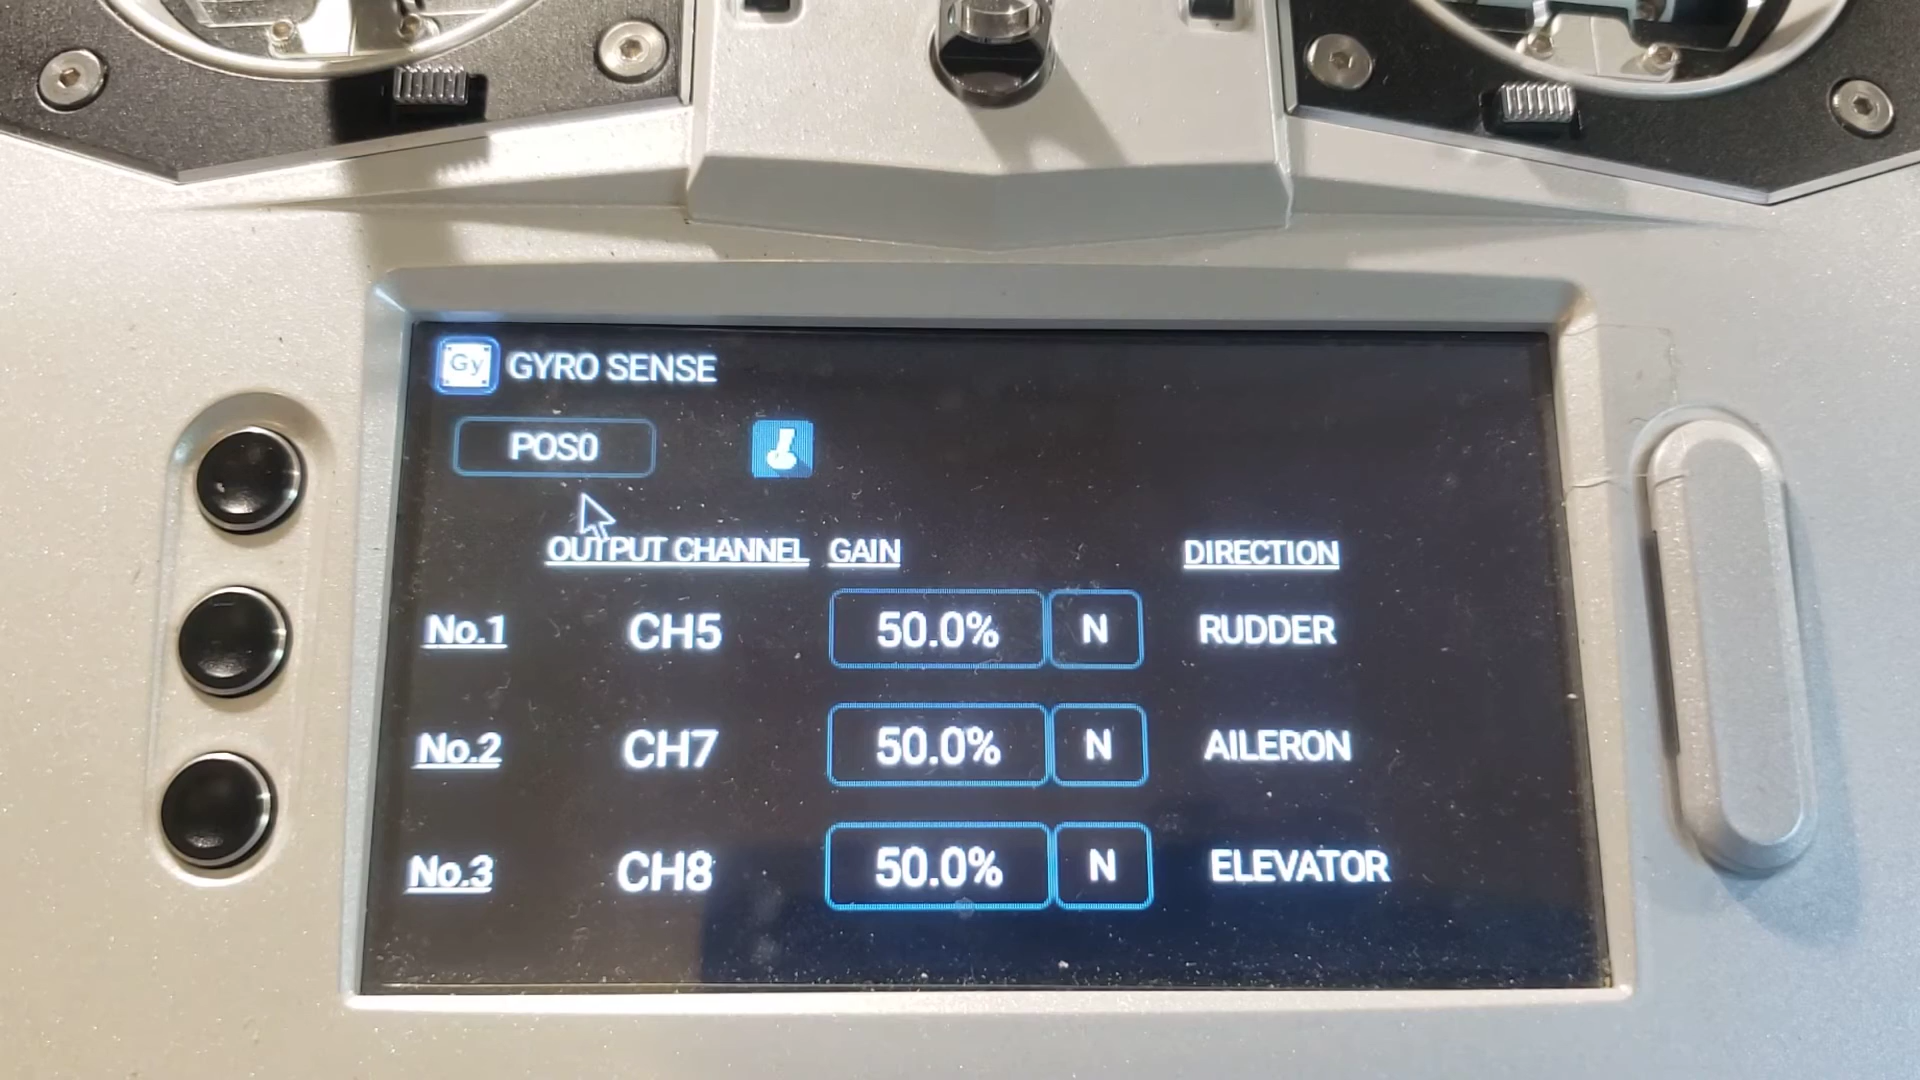 Gy GYRO SENSE
POS0
OUTPUT CHANNEL GAIN DIRECTION
No.1 CH5 50.0% N RUDDER
No.2 CH7 50.0% N AILERON
No.3 CH8 50.0% N ELEVATOR